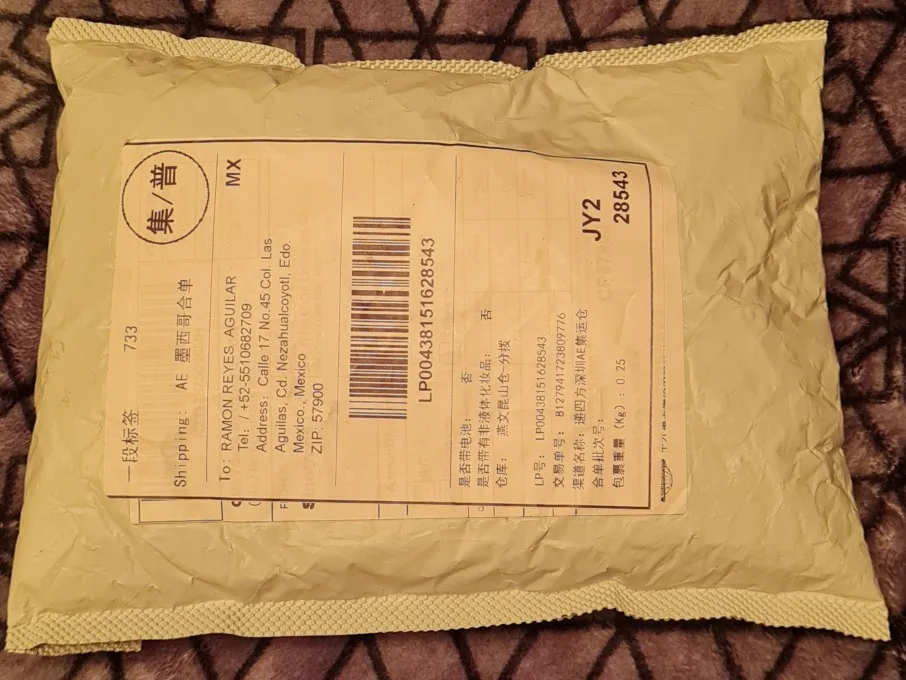 一段标签 733
集/普
Shipping: AE 墨西哥合单
MX
To: RAMON REYES AGUILAR
Tel: / +52-5510682709
Address: Calle 17 No.45 Col. Las
Aguilas, Cd. Nezahualcoyotl, Edo.
Mexico., Mexico
ZIP: 57900
LP00438151628543
是否带电池: 否
是否带有非液体化妆品: 否
仓库: 燕文昆山仓-分拨
LP号: LP00438151628543
交易单号: 8127941723809776
渠道名称: 递四方深圳AE集运仓
合单批次号:
包裹重量 (Kg): 0.25
JY2
28543